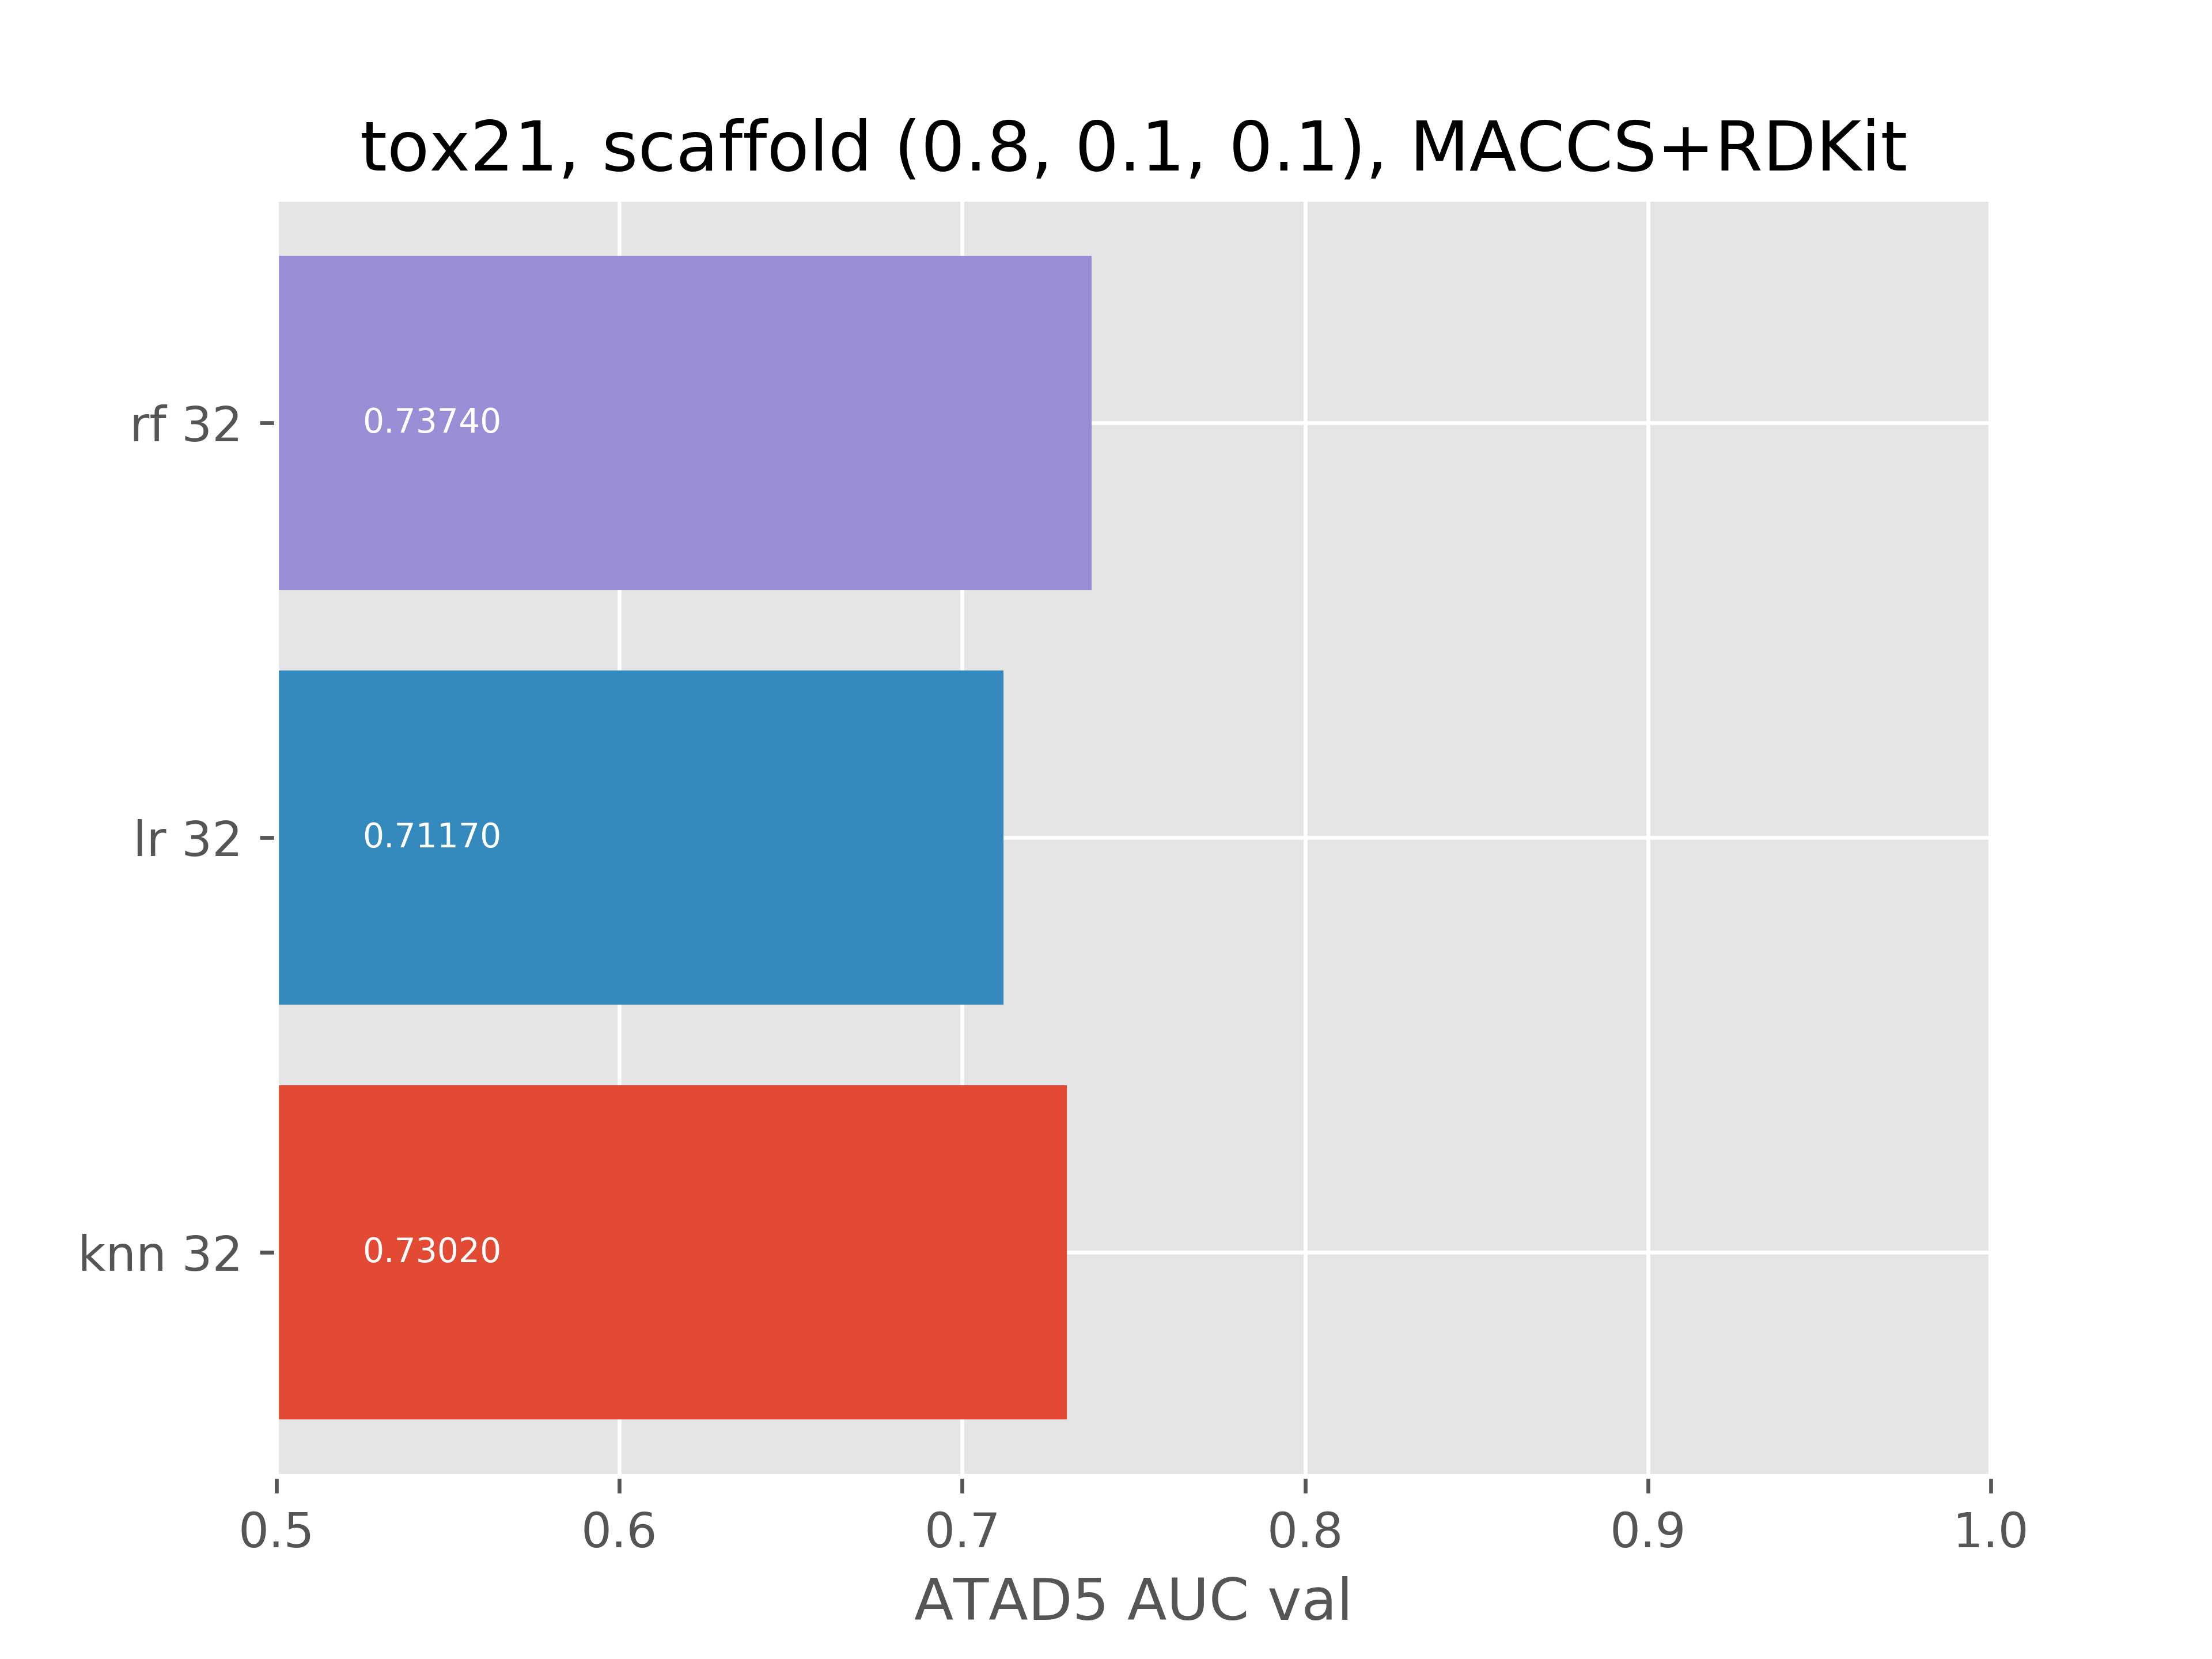 tox21, scaffold (0.8, 0.1, 0.1), MACCS+RDKit
rf 32
0.73740
lr 32
0.71170
knn 32
0.73020
0.5 0.6 0.7 0.8 0.9 1.0
ATAD5 AUC val